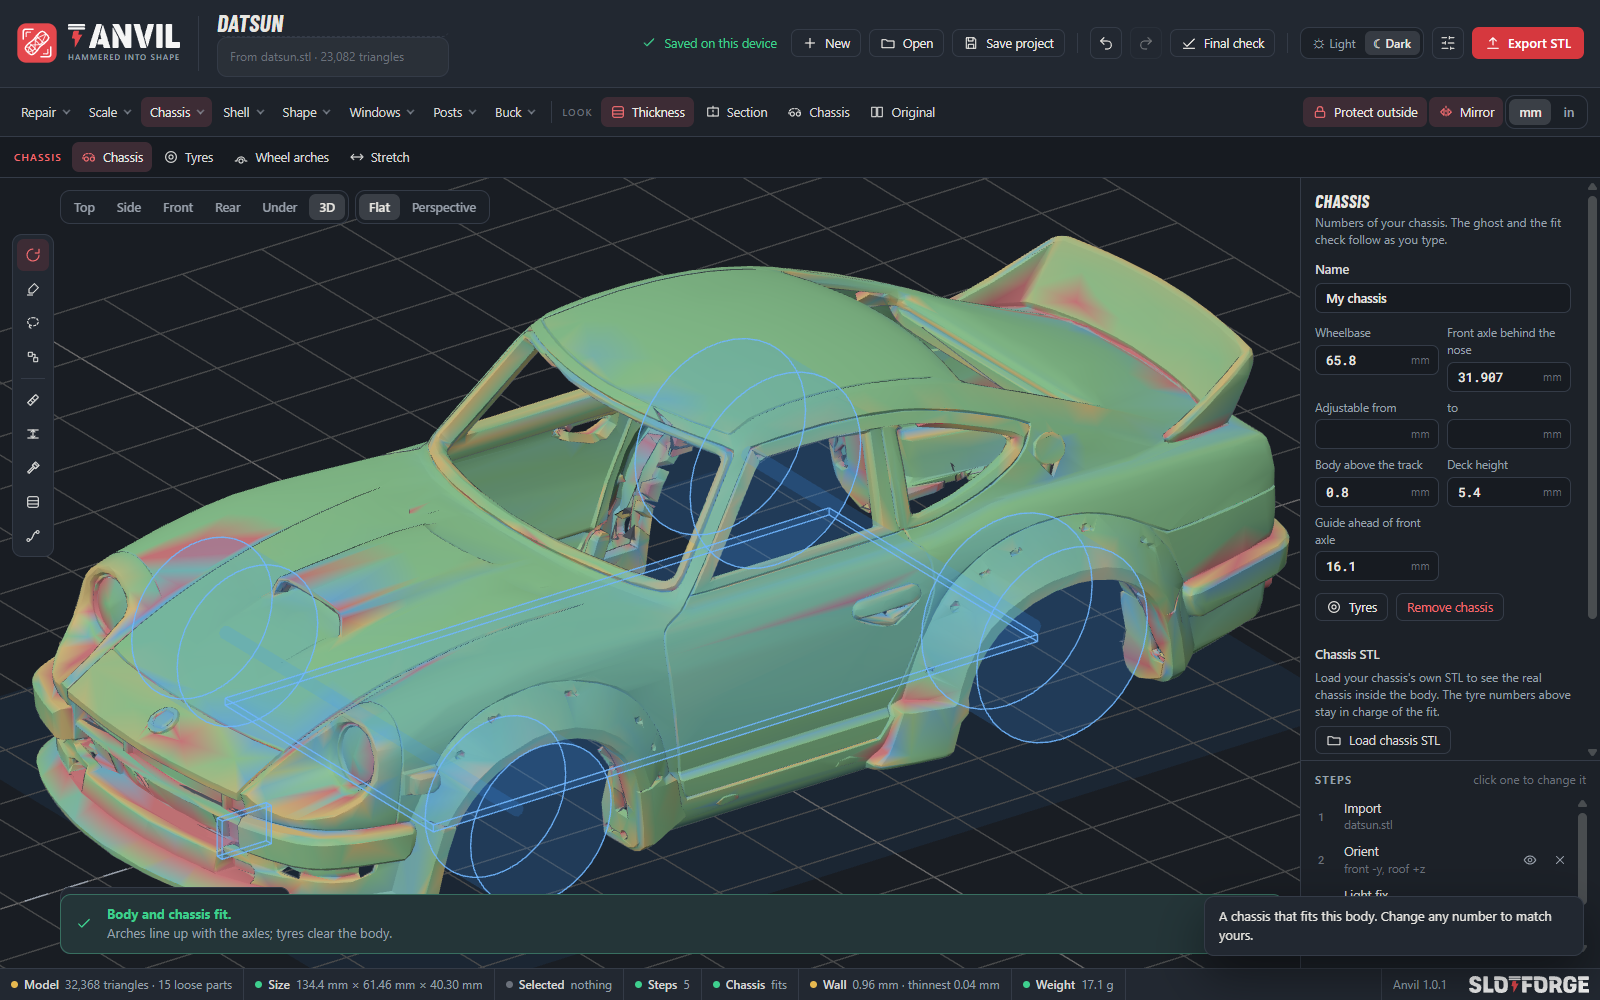 ANVIL
HAMMERED INTO SHAPE
DATSUN
From datsun.stl · 23,082 triangles
Saved on this device
New
Open
Save project
Final check
Light
Dark
Export STL
Repair
Scale
Chassis
Shell
Shape
Windows
Posts
Buck
LOOK
Thickness
Section
Chassis
Original
Protect outside
Mirror
mm
in
CHASSIS
Chassis
Tyres
Wheel arches
Stretch
Top
Side
Front
Rear
Under
3D
Flat
Perspective
CHASSIS
Numbers of your chassis. The ghost and the fit
check follow as you type.
Name
My chassis
Wheelbase
65.8 mm
Front axle behind the
nose
31.907 mm
Adjustable from
mm
to
mm
Body above the track
0.8 mm
Deck height
5.4 mm
Guide ahead of front
axle
16.1 mm
Tyres
Remove chassis
Chassis STL
Load your chassis's own STL to see the real
chassis inside the body. The tyre numbers above
stay in charge of the fit.
Load chassis STL
STEPS
click one to change it
1
Import
datsun.stl
2
Orient
front -y, roof +z
Light fix
Body and chassis fit.
Arches line up with the axles; tyres clear the body.
A chassis that fits this body. Change any number to match
yours.
Model 32,368 triangles · 15 loose parts
Size 134.4 mm × 61.46 mm × 40.30 mm
Selected nothing
Steps 5
Chassis fits
Wall 0.96 mm · thinnest 0.04 mm
Weight 17.1 g
Anvil 1.0.1
SLOTFORGE